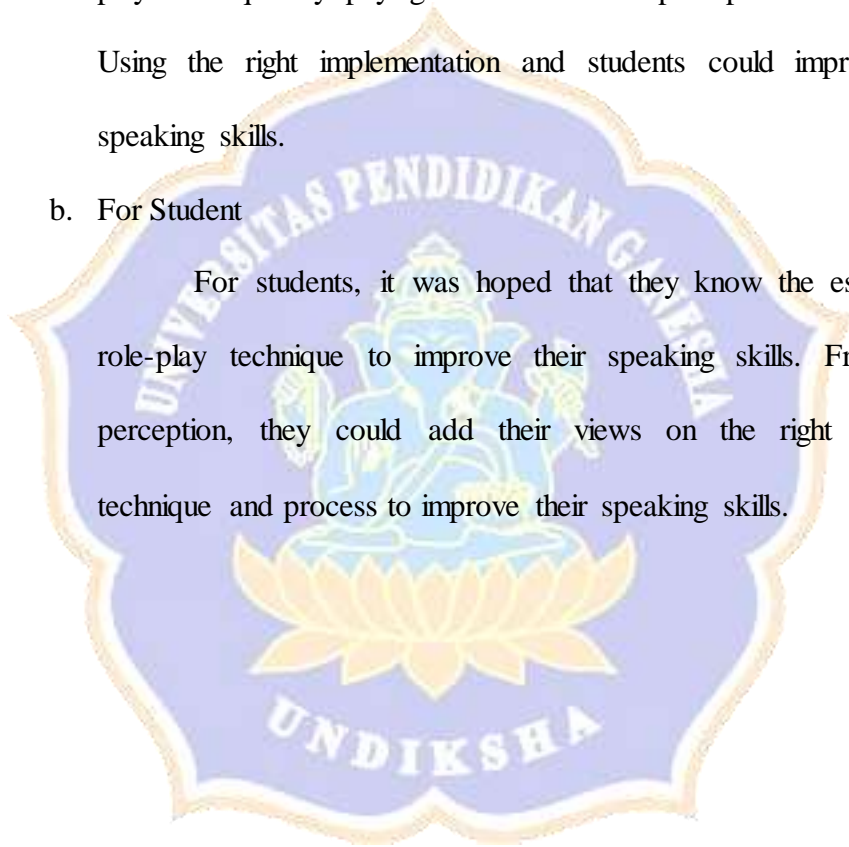 Using the right implementation and students could impr
speaking skills.
b. For Student
For students, it was hoped that they know the es
role-play technique to improve their speaking skills. Fr
perception, they could add their views on the right
technique and process to improve their speaking skills.
UNIVERSITAS PENDIDIKAN GANESHA
UNDIKSHA